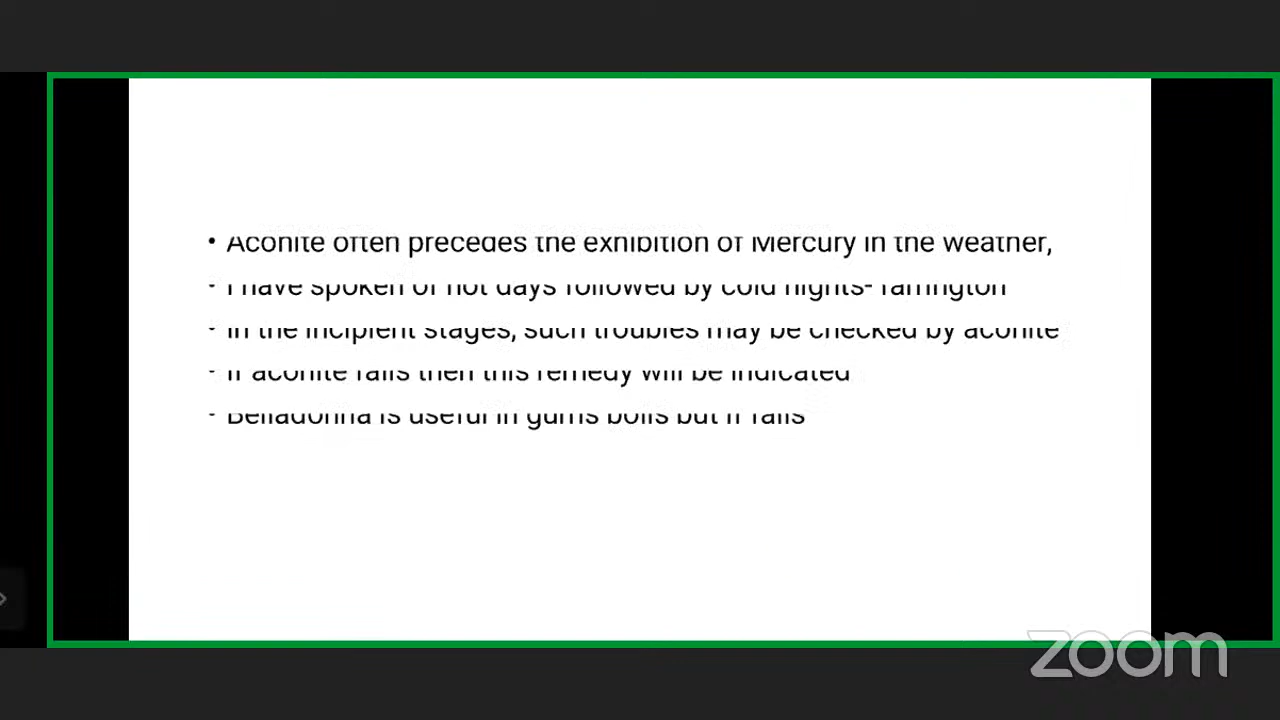 • Aconite often precedes the exhibition of Mercury in the weather,
• I have spoken of hot days followed by cold nights- farrington
• In the incipient stages, such troubles may be checked by aconite
• If aconite fails then this remedy will be indicated
• Belladonna is useful in gums boils but if fails
zoom